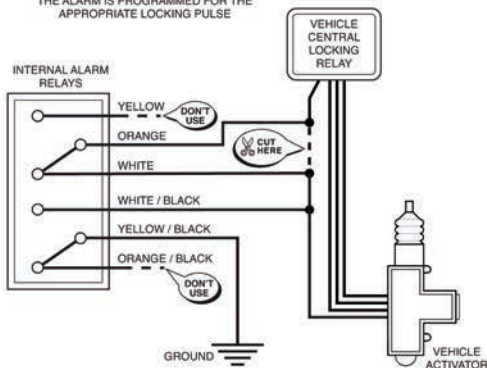 THE ALARM IS PROGRAMMED FOR THE
APPROPRIATE LOCKING PULSE
VEHICLE
CENTRAL
LOCKING
RELAY
INTERNAL ALARM
RELAYS
YELLOW
DON'T
USE
ORANGE
CUT
HERE
WHITE
WHITE / BLACK
YELLOW / BLACK
ORANGE / BLACK
DON'T
USE
GROUND
VEHICLE
ACTIVATOR